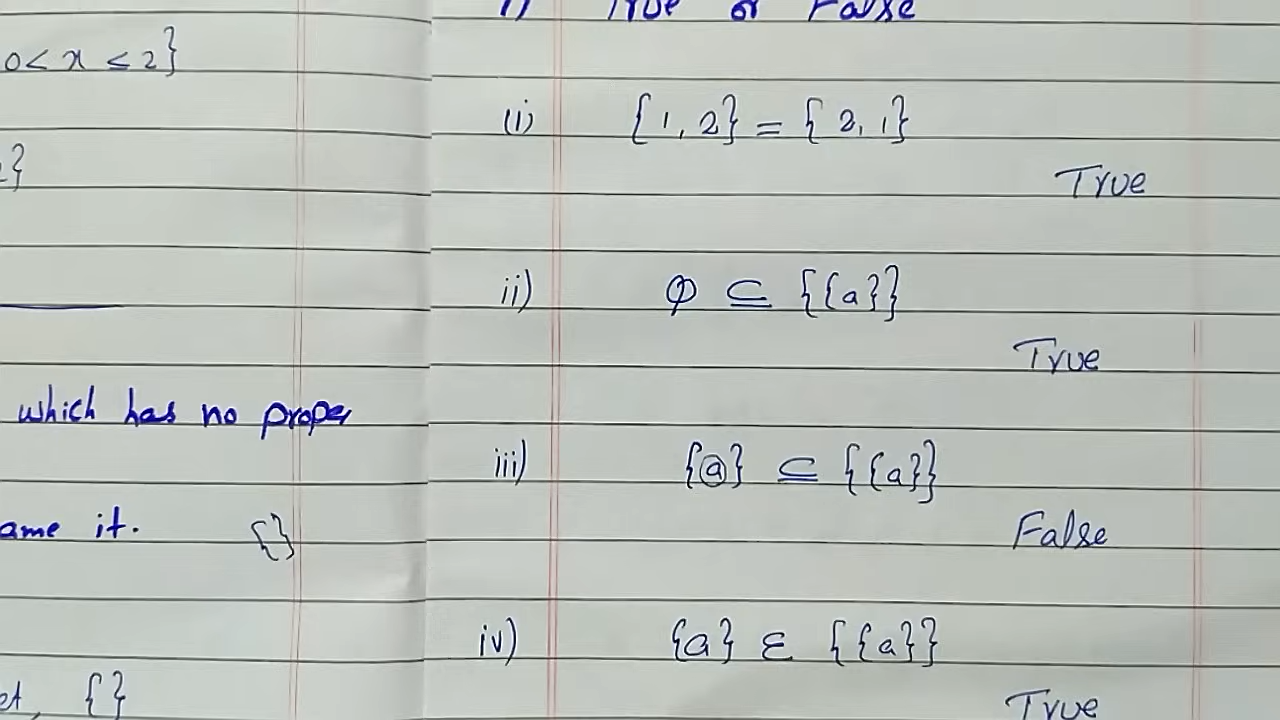 0 < x ≤ 2}
}
which has no proper
ame it. {}
et, {}
1) True or False
(i) {1, 2} = {2, 1}
True
ii) φ ⊆ {{a}}
True
iii) {a} ⊆ {{a}}
False
iv) {a} ε {{a}}
True